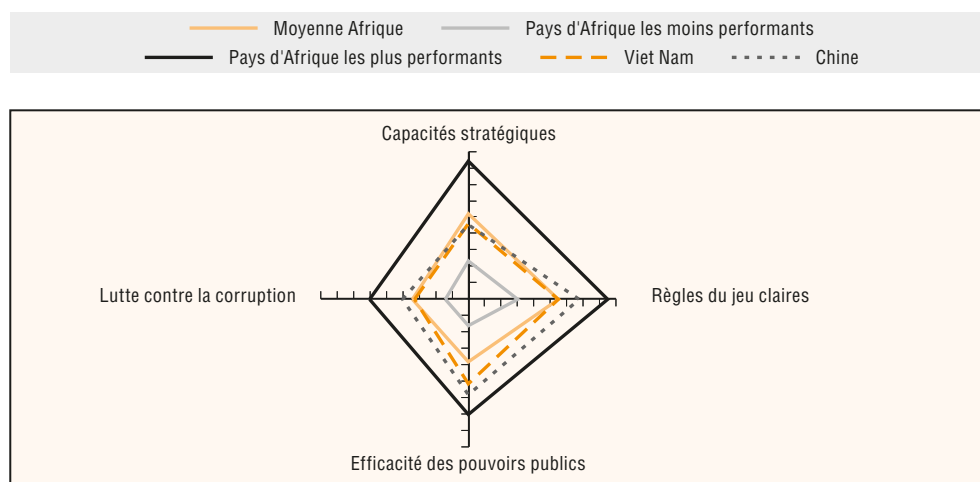 Moyenne Afrique Pays d'Afrique les moins performants
Pays d'Afrique les plus performants Viet Nam Chine
Capacités stratégiques
Lutte contre la corruption Règles du jeu claires
Efficacité des pouvoirs publics